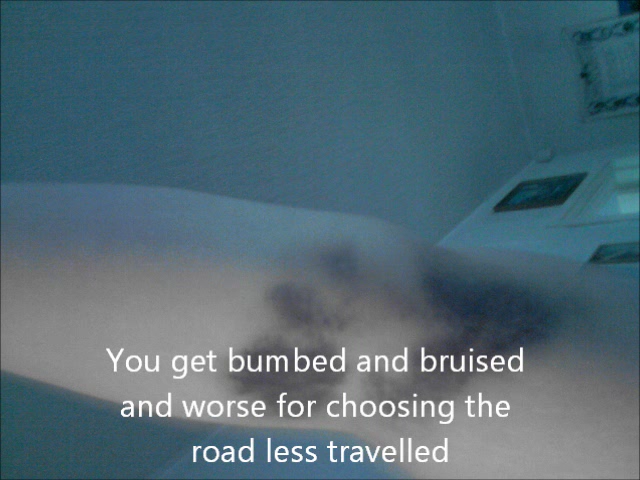 You get bumbed and bruised
and worse for choosing the
road less travelled